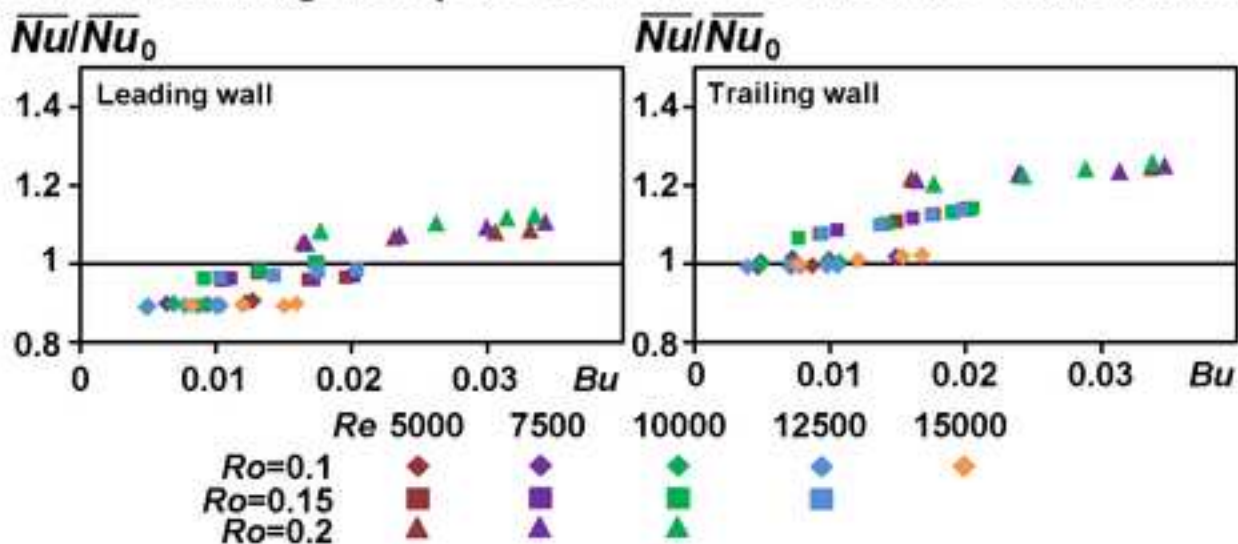 Nu/Nu0 Nu/Nu0
Leading wall Trailing wall
1.4 1.4
1.2 1.2
1 1
0.8 0.8
0 0.01 0.02 0.03 Bu 0 0.01 0.02 0.03 Bu
Re 5000 7500 10000 12500 15000
Ro=0.1
Ro=0.15
Ro=0.2